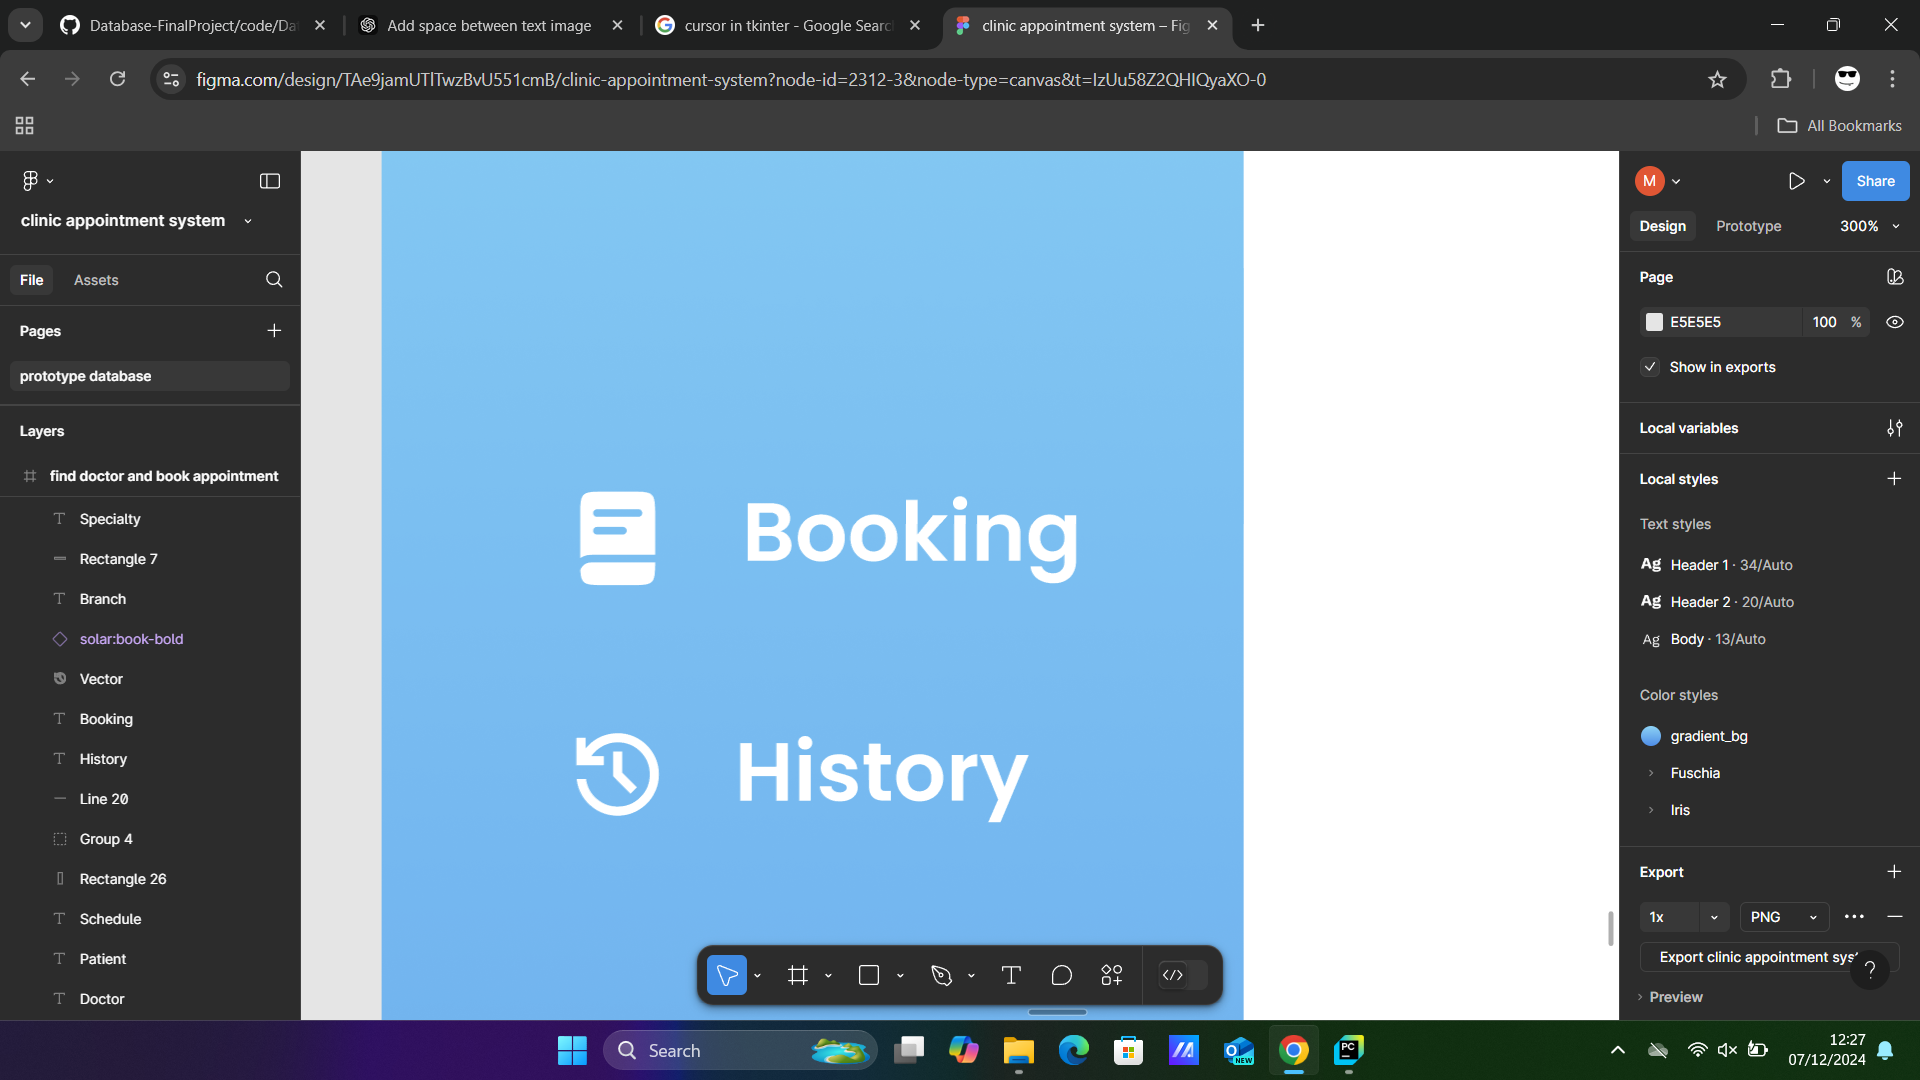 Database-FinalProject/code/Da
Add space between text image
cursor in tkinter - Google Searc
clinic appointment system – Fig
figma.com/design/TAe9jamUTlTwzBvU551cmB/clinic-appointment-system?node-id=2312-3&node-type=canvas&t=IzUu58Z2QHIQyaXO-0
All Bookmarks
clinic appointment system
File
Assets
Pages
prototype database
Layers
find doctor and book appointment
Specialty
Rectangle 7
Branch
solar:book-bold
Vector
Booking
History
Line 20
Group 4
Rectangle 26
Schedule
Patient
Doctor
Booking
History
M
Share
Design
Prototype
300%
Page
E5E5E5
100
%
Show in exports
Local variables
Local styles
Text styles
Ag Header 1 · 34/Auto
Ag Header 2 · 20/Auto
Ag Body · 13/Auto
Color styles
gradient_bg
Fuschia
Iris
Export
1x
PNG
Export clinic appointment syst
?
Preview
Search
NEW
PC
12:27
07/12/2024